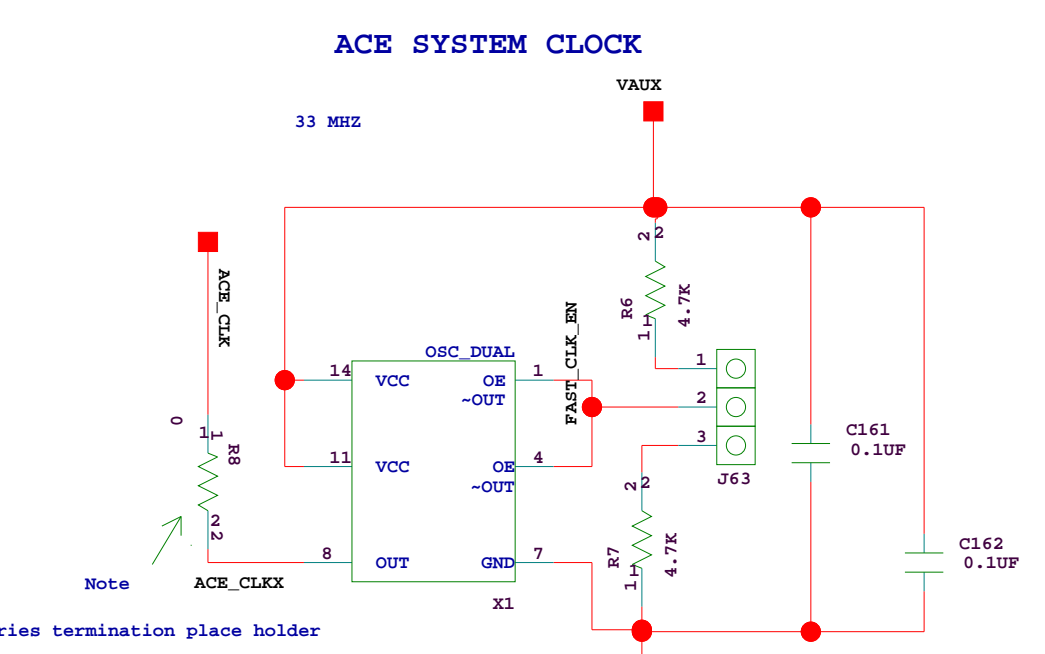 ACE SYSTEM CLOCK
VAUX
33 MHZ
2
2
ACE_CLK
R6
4.7K
1
1
FAST_CLK_EN
OSC_DUAL
1
14
VCC
OE
1
~OUT
2
0
1
1
R8
3
C161
0.1UF
11
VCC
OE
4
~OUT
J63
2
2
2
2
R7
4.7K
C162
0.1UF
8
OUT
GND
7
1
1
Note
ACE_CLKX
X1
ries termination place holder